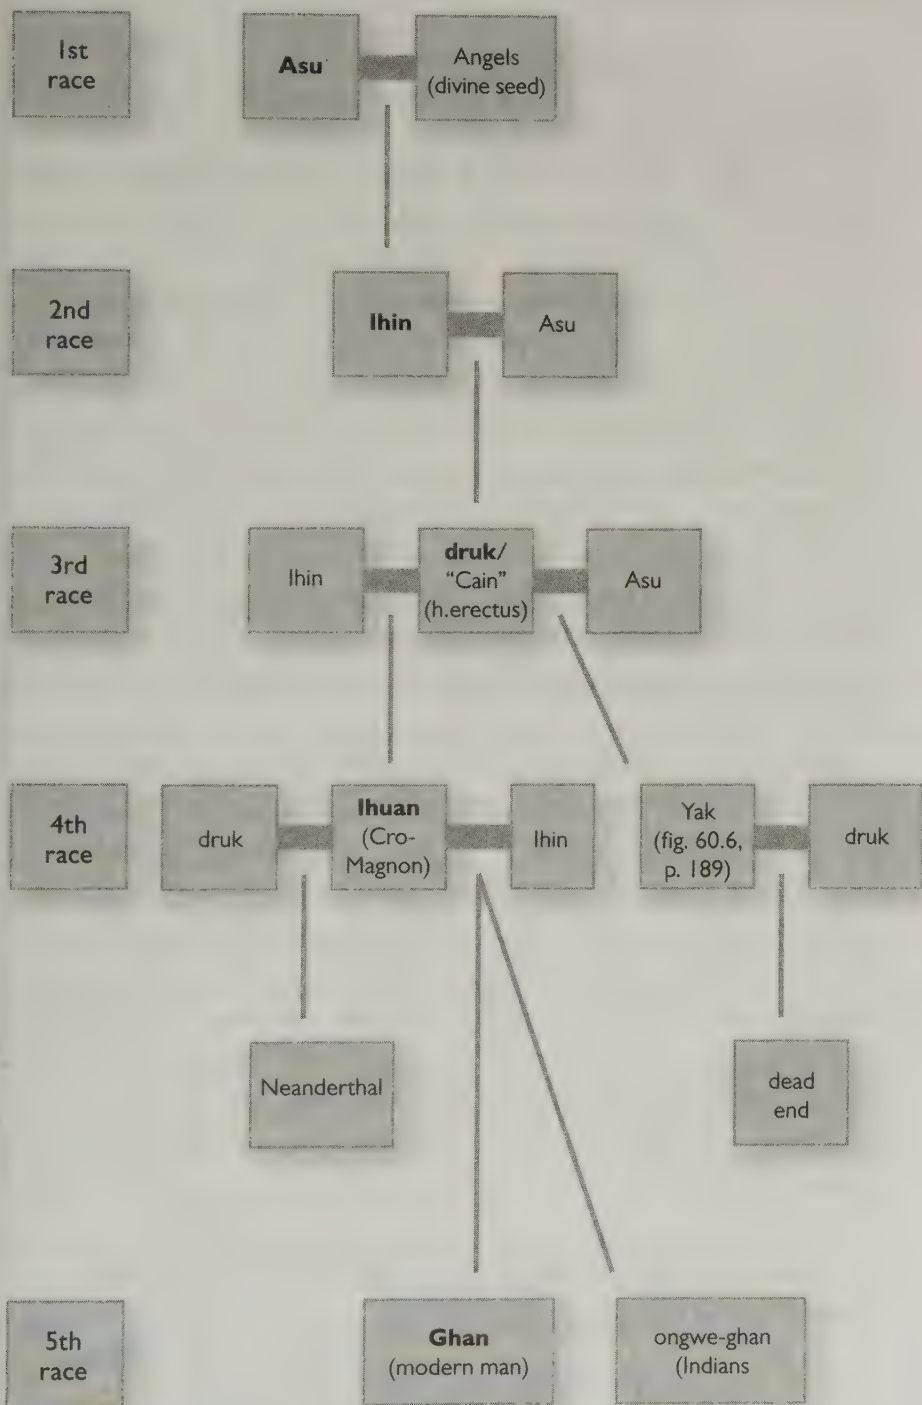 1st
race
Asu
Angels
(divine seed)
2nd
race
Ihin
Asu
3rd
race
Ihin
druk/
“Cain”
(h.erectus)
Asu
4th
race
druk
Ihuan
(Cro-
Magnon)
Ihin
Yak
(fig. 60.6,
p. 189)
druk
Neanderthal
dead
end
5th
race
Ghan
(modern man)
ongwe-ghan
(Indians